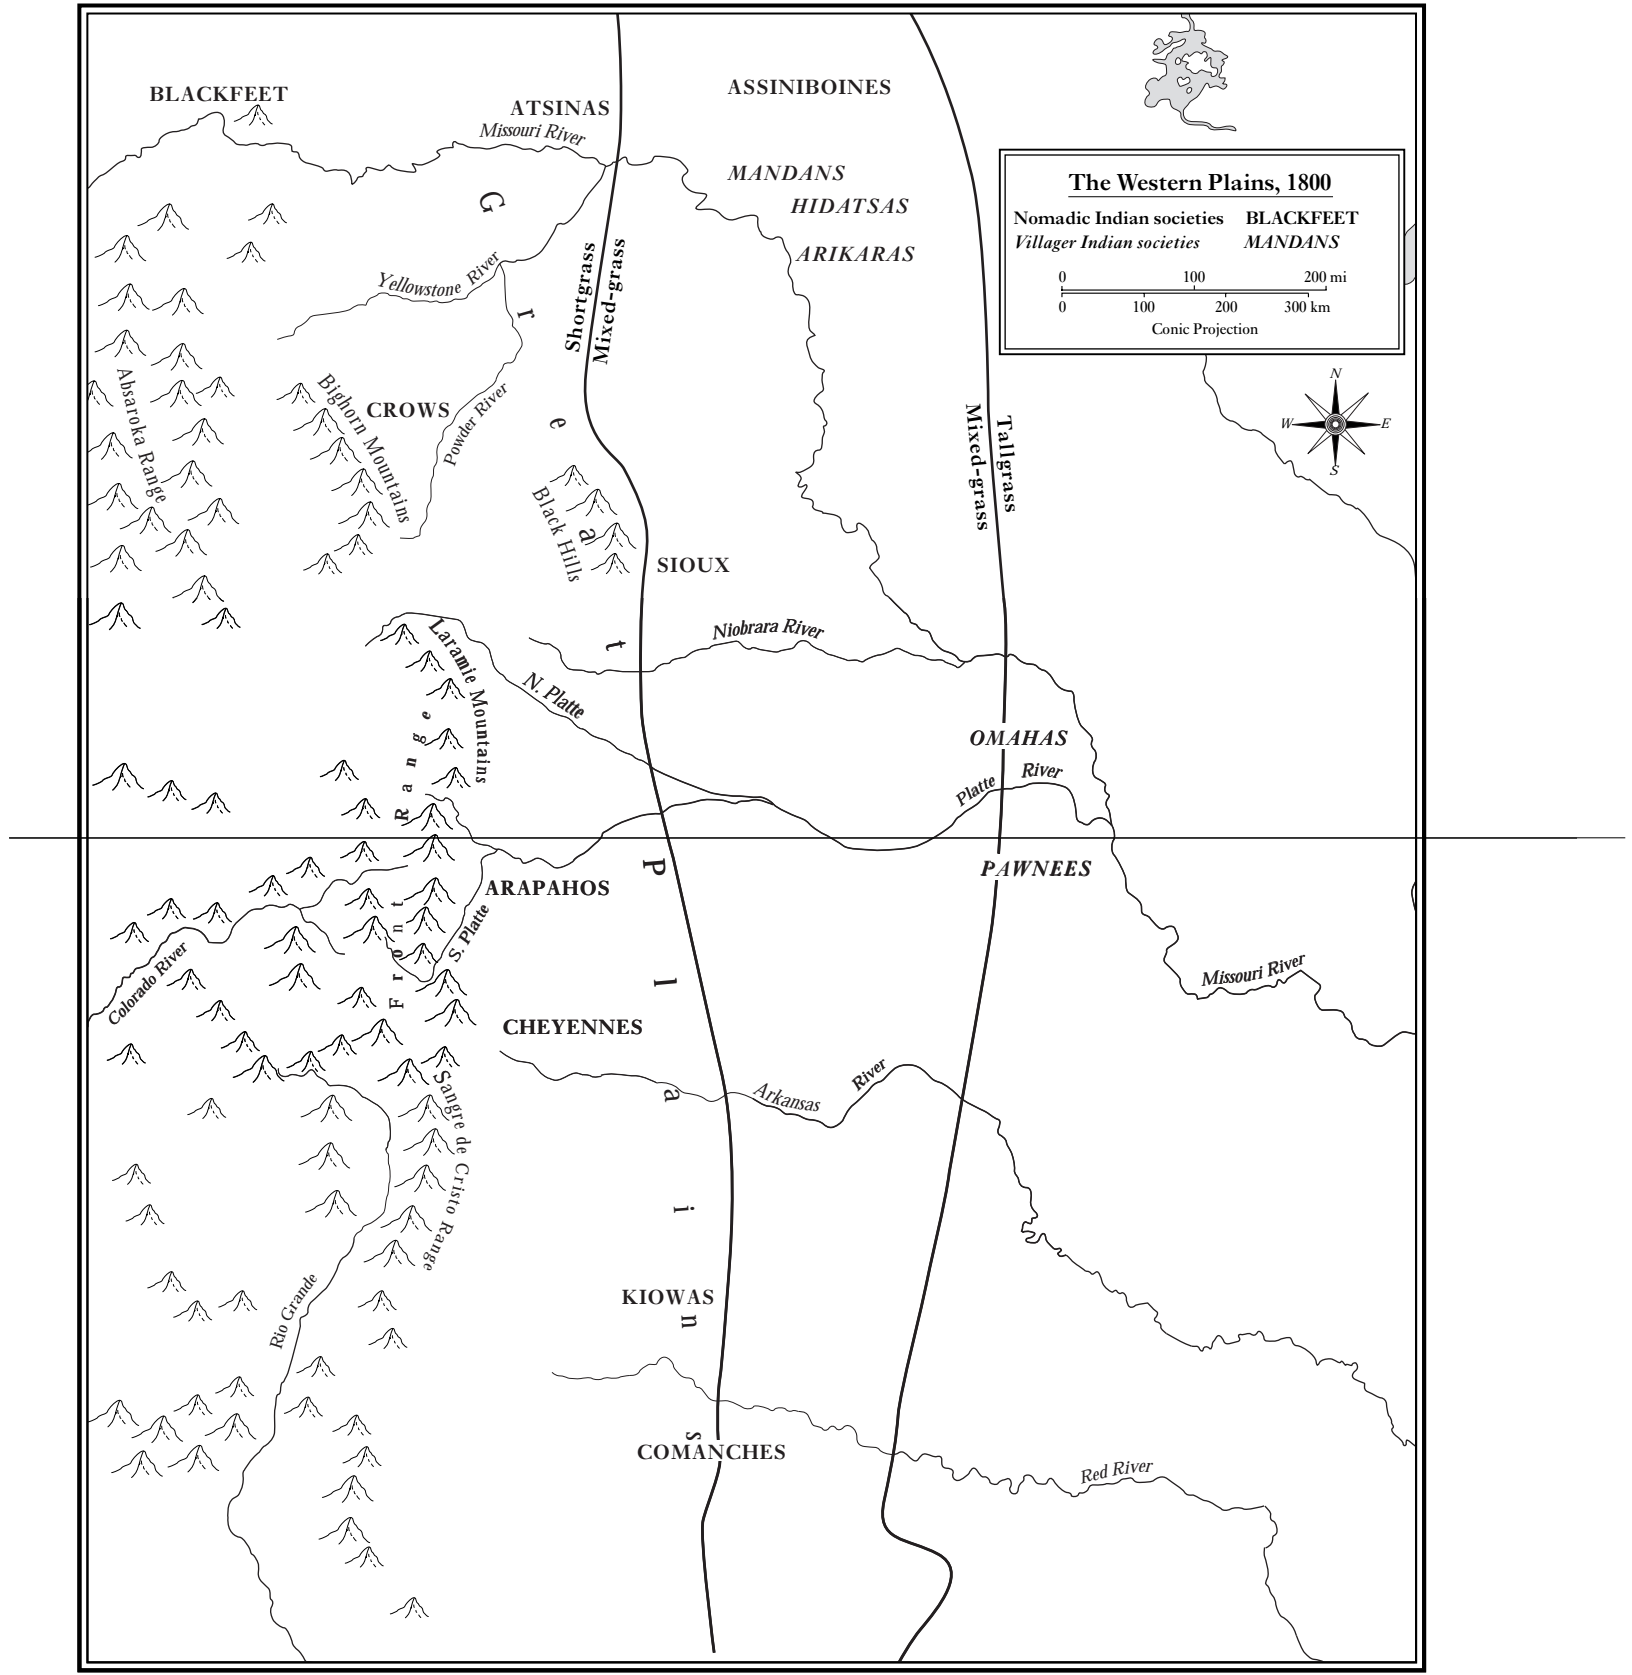 BLACKFEET
ATSINAS
ASSINIBOINES
Missouri River
MANDANS
HIDATSAS
ARIKARAS
The Western Plains, 1800
Nomadic Indian societies BLACKFEET
Villager Indian societies MANDANS
0 100 200 mi
0 100 200 300 km
Conic Projection
N
W E
S
Great Plains
Yellowstone River
Shortgrass
Mixed-grass
Absaroka Range
Bighorn Mountains
CROWS
Powder River
Mixed-grass
Tallgrass
Black Hills
SIOUX
Niobrara River
Laramie Mountains
N. Platte
Front Range
OMAHAS
Platte River
PAWNEES
ARAPAHOS
S. Platte
Colorado River
Missouri River
CHEYENNES
Arkansas River
Sangre de Cristo Range
Rio Grande
KIOWAS
COMANCHES
Red River